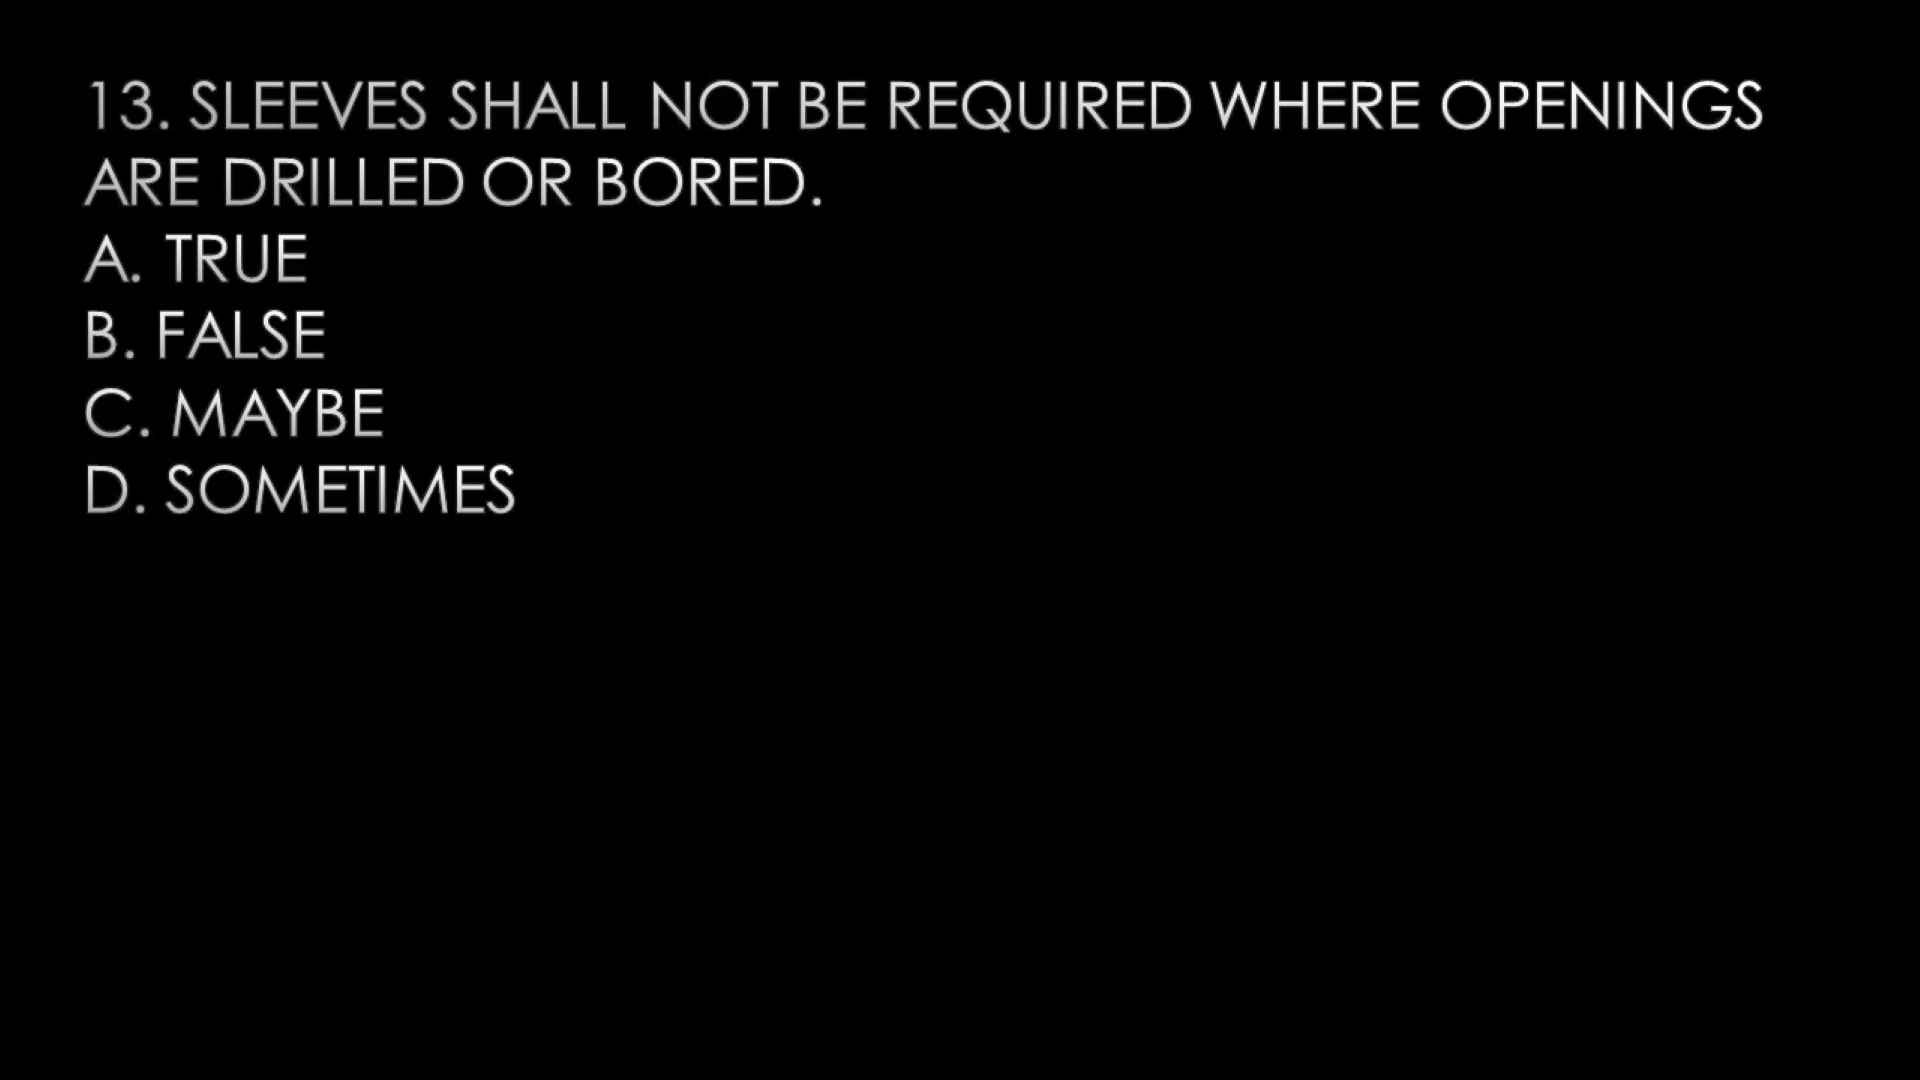 13. SLEEVES SHALL NOT BE REQUIRED WHERE OPENINGS
ARE DRILLED OR BORED.
A. TRUE
B. FALSE
C. MAYBE
D. SOMETIMES